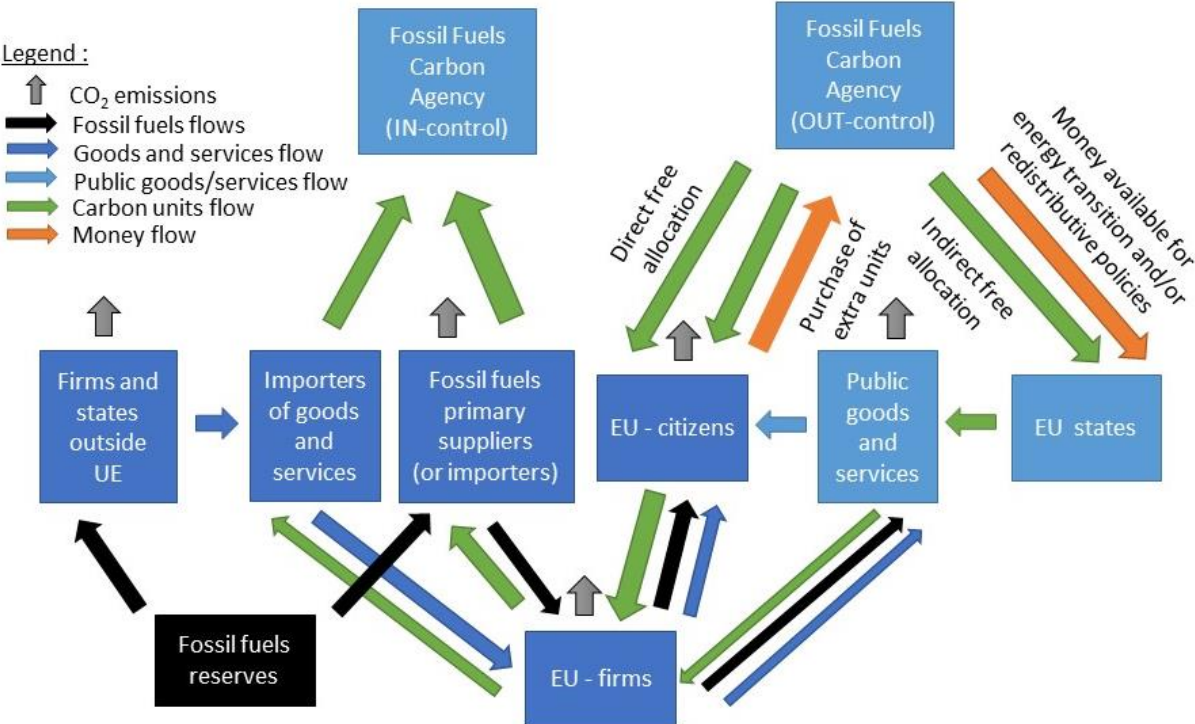 Legend :
CO₂ emissions
Fossil fuels flows
Goods and services flow
Public goods/services flow
Carbon units flow
Money flow
Fossil Fuels
Carbon
Agency
(IN-control)
Fossil Fuels
Carbon
Agency
(OUT-control)
Direct free
allocation
Purchase of
extra units
Indirect free
allocation
Money available for
energy transition and/or
redistributive policies
Firms and
states
outside
UE
Importers
of goods
and
services
Fossil fuels
primary
suppliers
(or importers)
EU - citizens
Public
goods
and
services
EU states
Fossil fuels
reserves
EU - firms